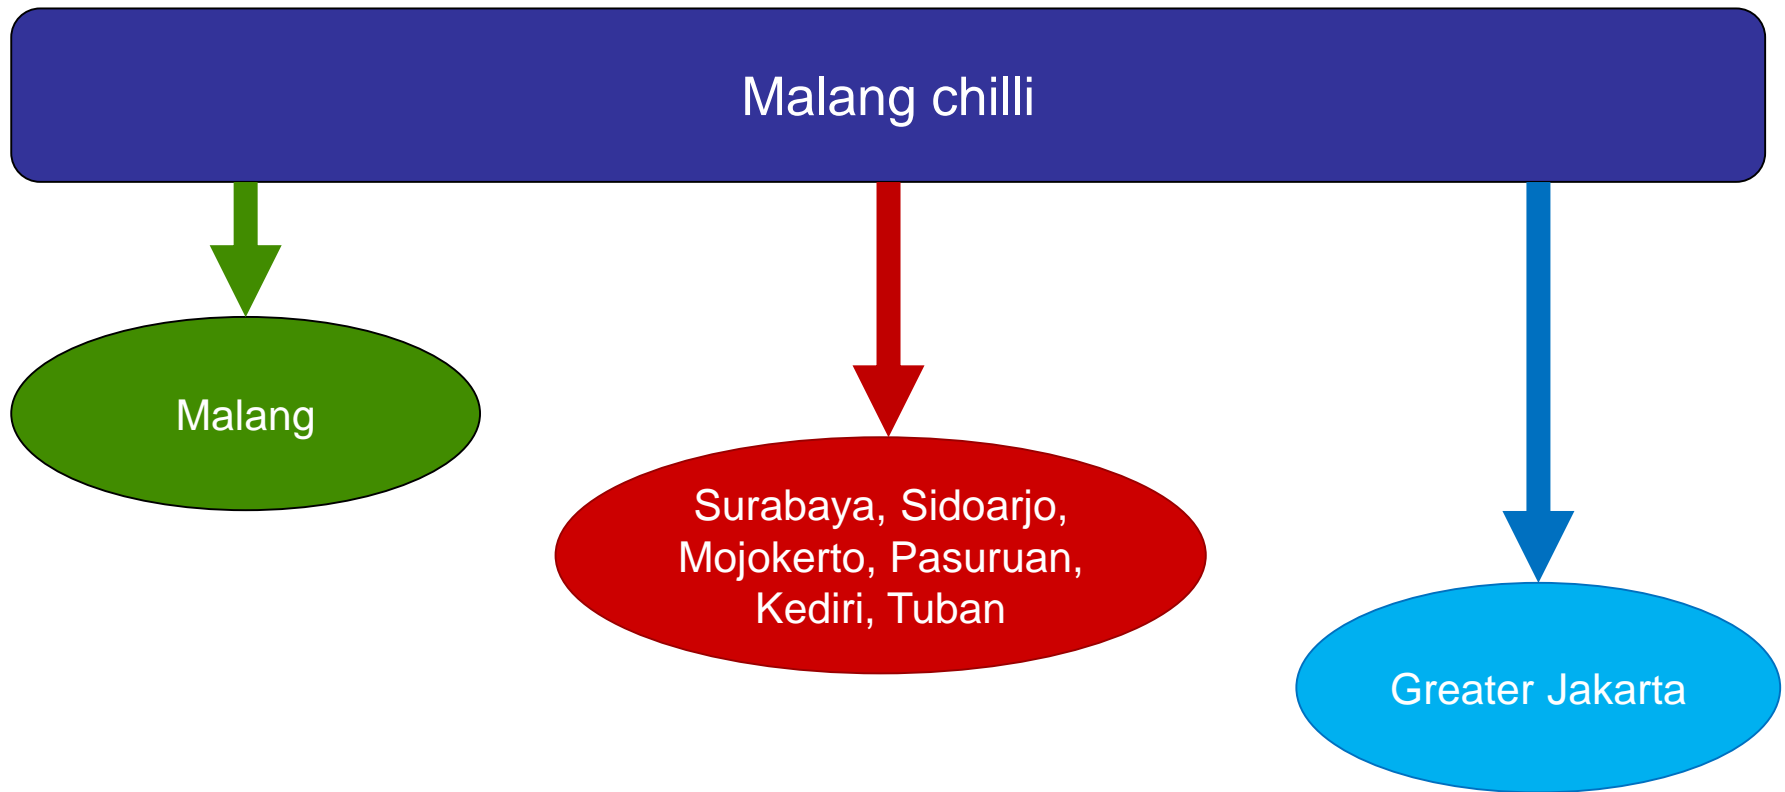 Malang chilli
Malang
Surabaya, Sidoarjo,
Mojokerto, Pasuruan,
Kediri, Tuban
Greater Jakarta